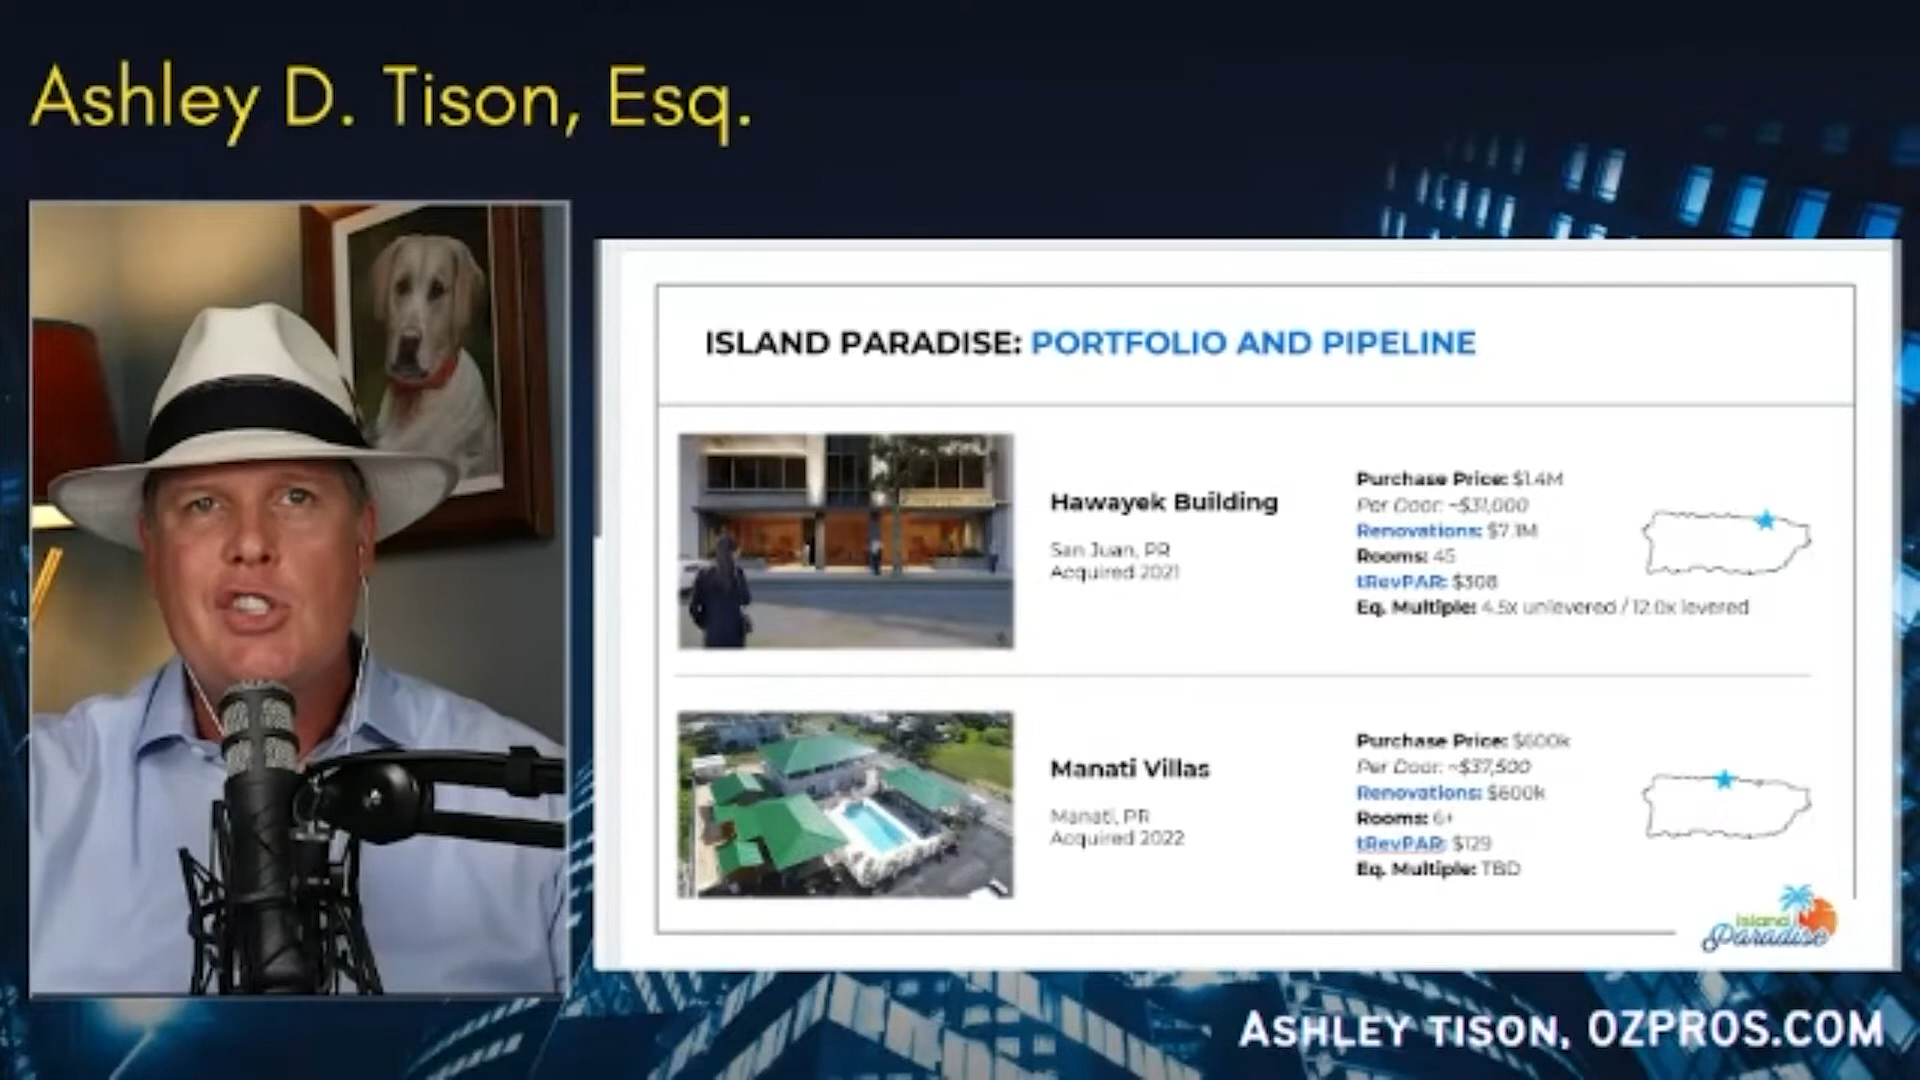 Ashley D. Tison, Esq.
ISLAND PARADISE: PORTFOLIO AND PIPELINE
Hawayek Building
San Juan, PR
Acquired 2021
Purchase Price: $1.4M
Per Door: ~$31,000
Renovations: $7.1M
Rooms: 45
tRevPAR: $308
Eq. Multiple: 4.5x unlevered / 12.0x levered
Manati Villas
Manati, PR
Acquired 2022
Purchase Price: $600k
Per Door: ~$37,500
Renovations: $600k
Rooms: 6+
tRevPAR: $129
Eq. Multiple: TBD
Island
Paradise
ASHLEY TISON, OZPROS.COM